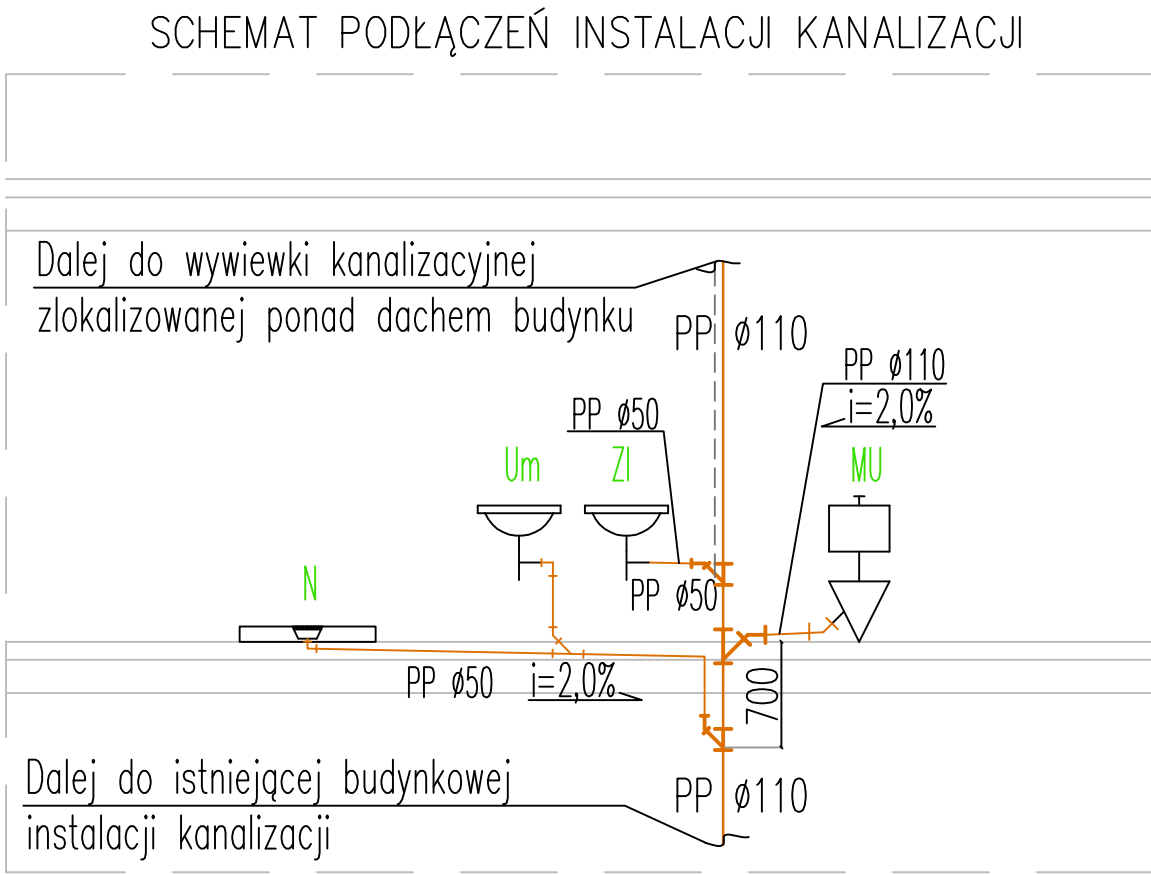 SCHEMAT PODŁĄCZEŃ INSTALACJI KANALIZACJI
Dalej do wywiewki kanalizacyjnej
zlokalizowanej ponad dachem budynku
PP ø110
PP ø110
i=2,0%
PP ø50
Um
Zl
MU
N
PP ø50
PP ø50 i=2,0%
700
Dalej do istniejącej budynkowej
instalacji kanalizacji
PP ø110